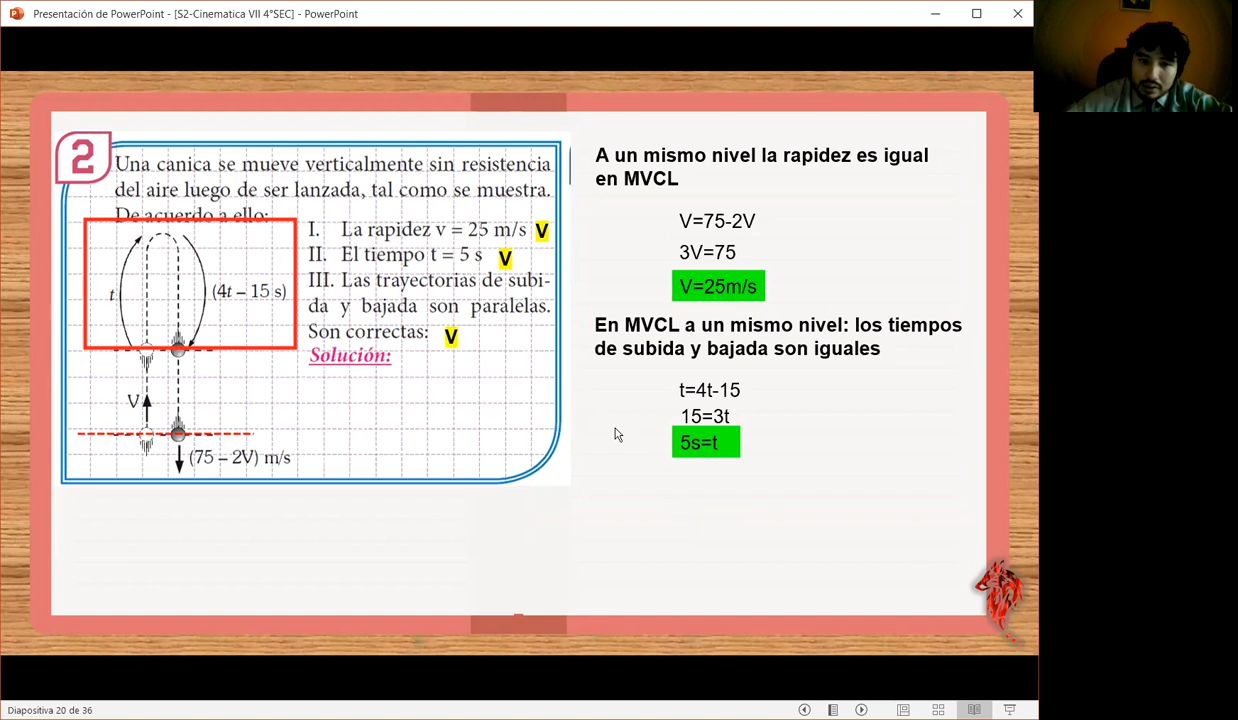 Presentación de PowerPoint - [S2-Cinematica VII 4°SEC] - PowerPoint
2
Una canica se mueve verticalmente sin resistencia
del aire luego de ser lanzada, tal como se muestra.
De acuerdo a ello:
I. La rapidez v = 25 m/s V
II. El tiempo t = 5 s V
III. Las trayectorias de subi-
da y bajada son paralelas.
Son correctas: V
Solución:
t
(4t – 15 s)
V
(75 – 2V) m/s
A un mismo nivel la rapidez es igual
en MVCL
V=75-2V
3V=75
V=25m/s
En MVCL a un mismo nivel: los tiempos
de subida y bajada son iguales
t=4t-15
15=3t
5s=t
Diapositiva 20 de 36